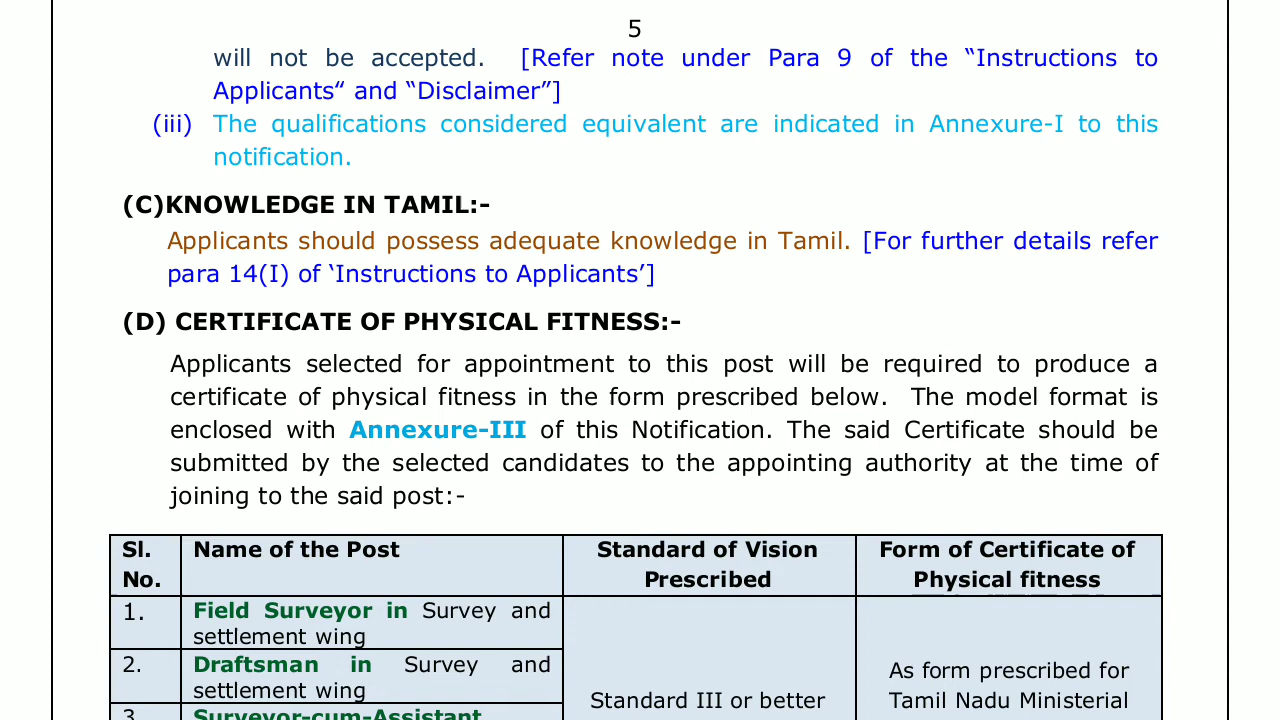 5
will not be accepted. [Refer note under Para 9 of the “Instructions to
Applicants“ and “Disclaimer”]
(iii) The qualifications considered equivalent are indicated in Annexure-I to this
notification.
(C)KNOWLEDGE IN TAMIL:-
Applicants should possess adequate knowledge in Tamil. [For further details refer
para 14(I) of ‘Instructions to Applicants’]
(D) CERTIFICATE OF PHYSICAL FITNESS:-
Applicants selected for appointment to this post will be required to produce a
certificate of physical fitness in the form prescribed below. The model format is
enclosed with Annexure-III of this Notification. The said Certificate should be
submitted by the selected candidates to the appointing authority at the time of
joining to the said post:-
Sl. No.
Name of the Post
Standard of Vision Prescribed
Form of Certificate of Physical fitness
1. Field Surveyor in Survey and
settlement wing
2. Draftsman in Survey and
settlement wing
3. Surveyor-cum-Assistant
Standard III or better
As form prescribed for
Tamil Nadu Ministerial